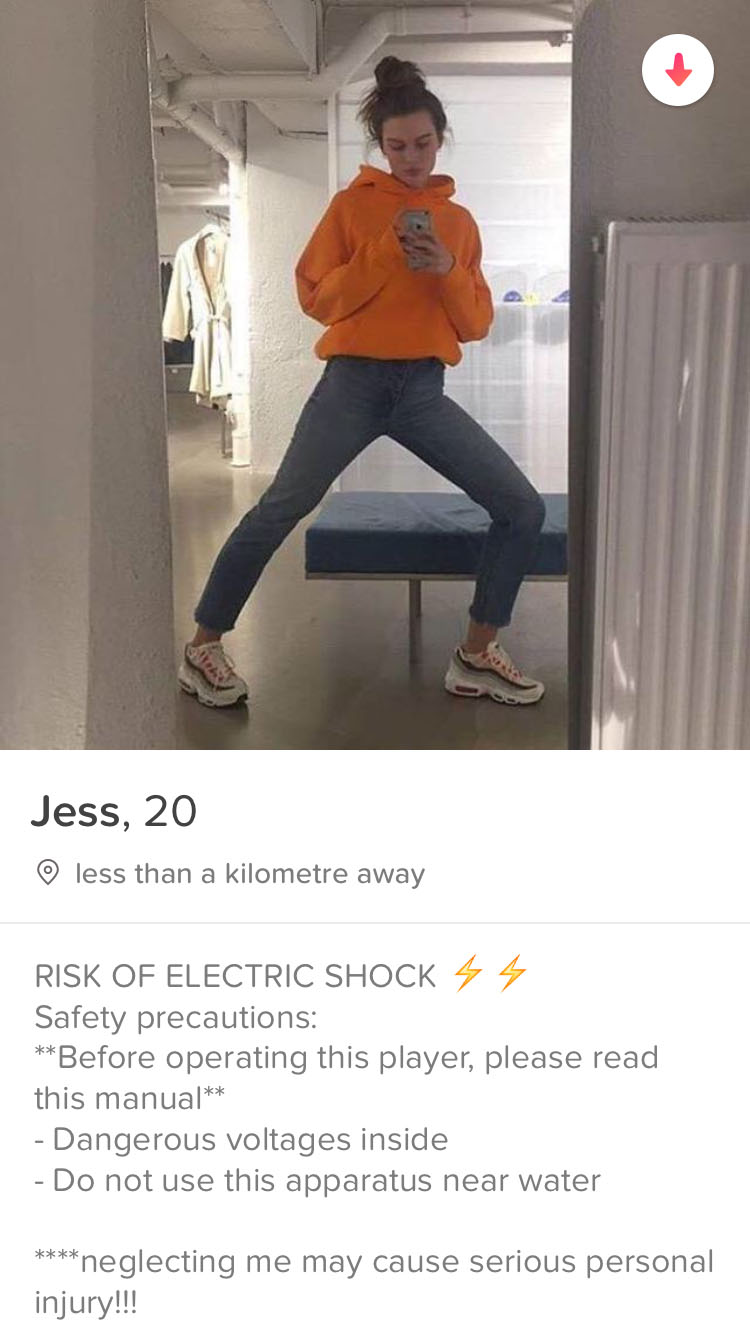 Jess, 20
less than a kilometre away
RISK OF ELECTRIC SHOCK ⚡⚡
Safety precautions:
**Before operating this player, please read
this manual**
- Dangerous voltages inside
- Do not use this apparatus near water
****neglecting me may cause serious personal
injury!!!